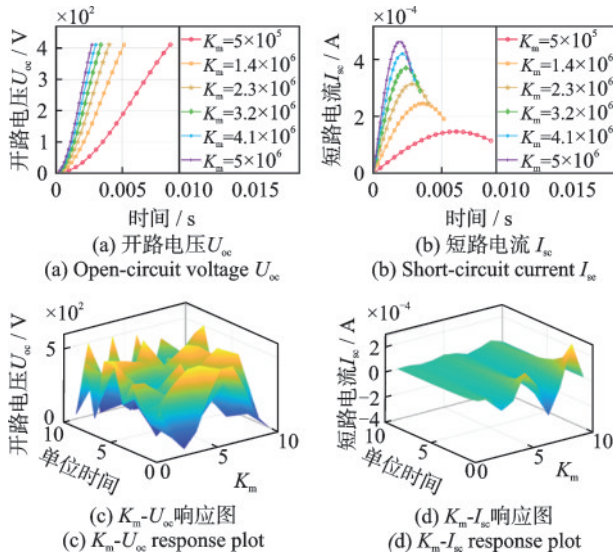 ×10²
开路电压U_oc / V
4
3
2
1
0
0
0.005
0.010
0.015
时间 / s
K_m=5×10⁵
K_m=1.4×10⁶
K_m=2.3×10⁶
K_m=3.2×10⁶
K_m=4.1×10⁶
K_m=5×10⁶
(a) 开路电压U_oc
(a) Open-circuit voltage U_oc
×10⁻⁴
短路电流I_sc / A
4
2
0
0
0.005
0.010
0.015
时间 / s
K_m=5×10⁵
K_m=1.4×10⁶
K_m=2.3×10⁶
K_m=3.2×10⁶
K_m=4.1×10⁶
K_m=5×10⁶
(b) 短路电流 I_sc
(b) Short-circuit current I_se
×10²
开路电压U_oc / V
5
0
10
5
0
单位时间
0
5
10
K_m
(c) K_m-U_oc响应图
(c) K_m-U_oc response plot
×10⁻⁴
短路电流I_sc / A
2
0
−2
−4
10
5
0
单位时间
0
5
10
K_m
(d) K_m-I_sc响应图
(d) K_m-I_sc response plot